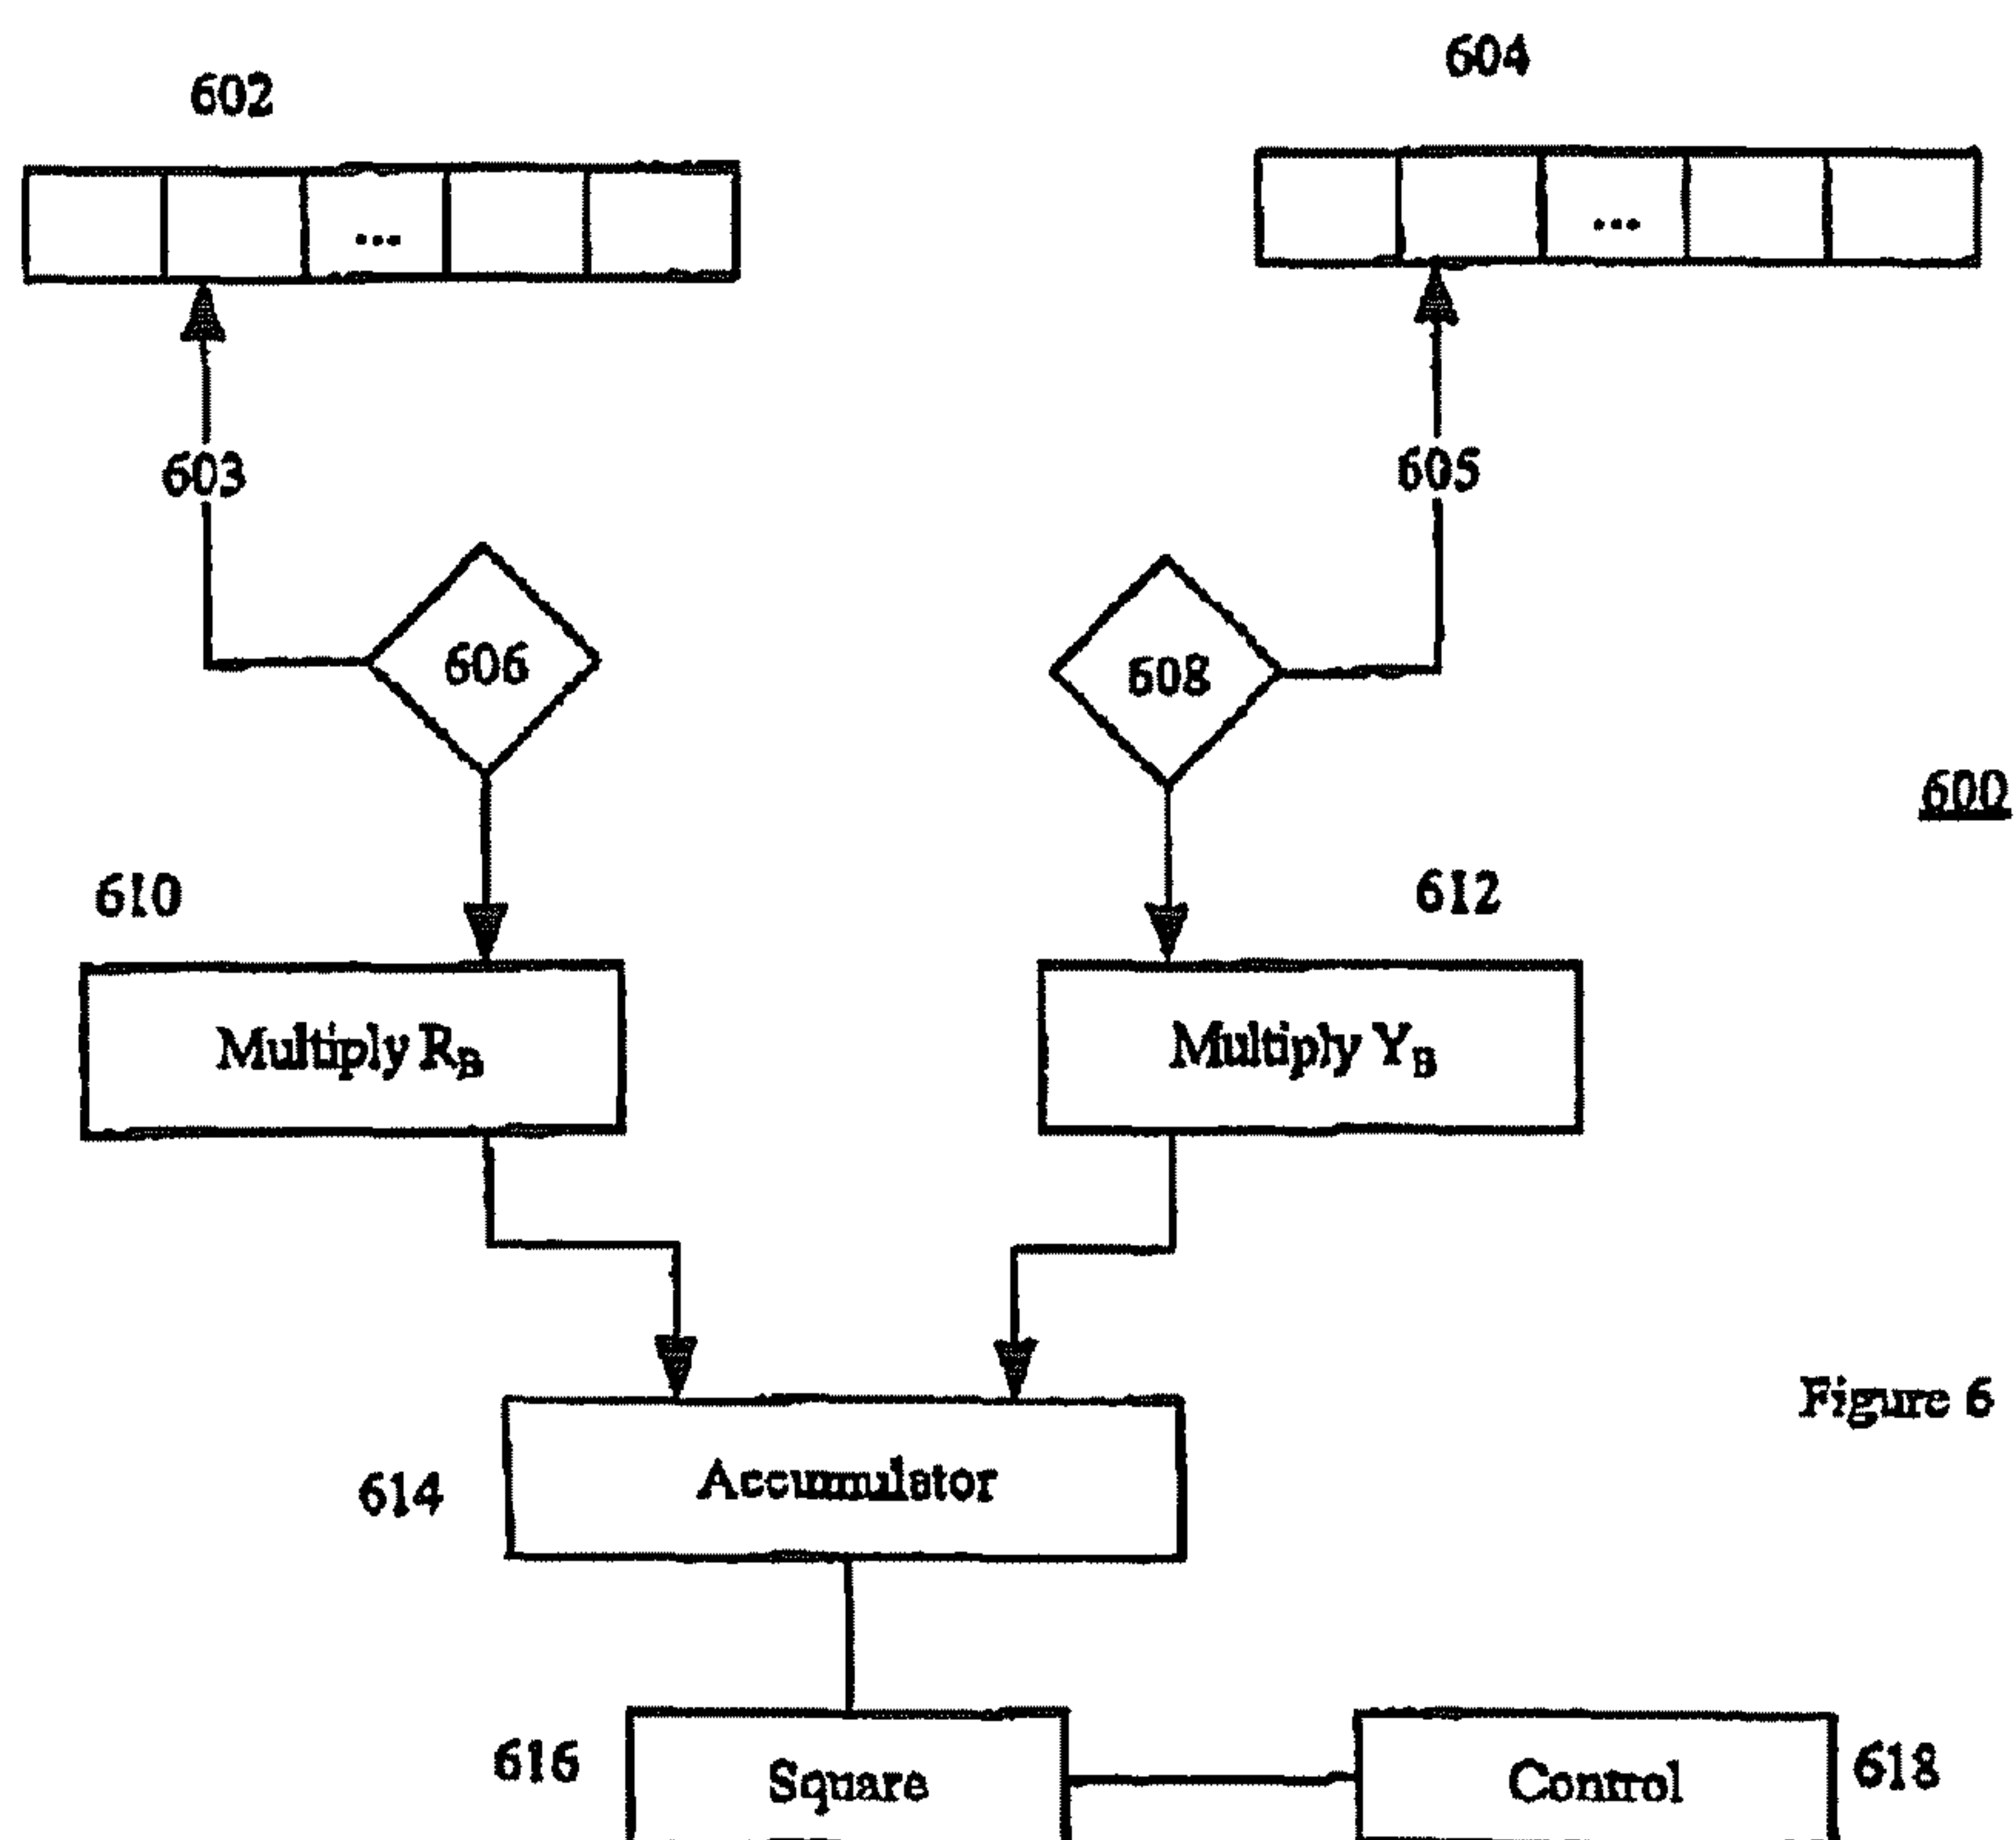 602
604
...
...
603
605
606
608
600
610
612
Multiply R_B
Multiply Y_B
Accumulator
614
Figure 6
616
Square
Control
618